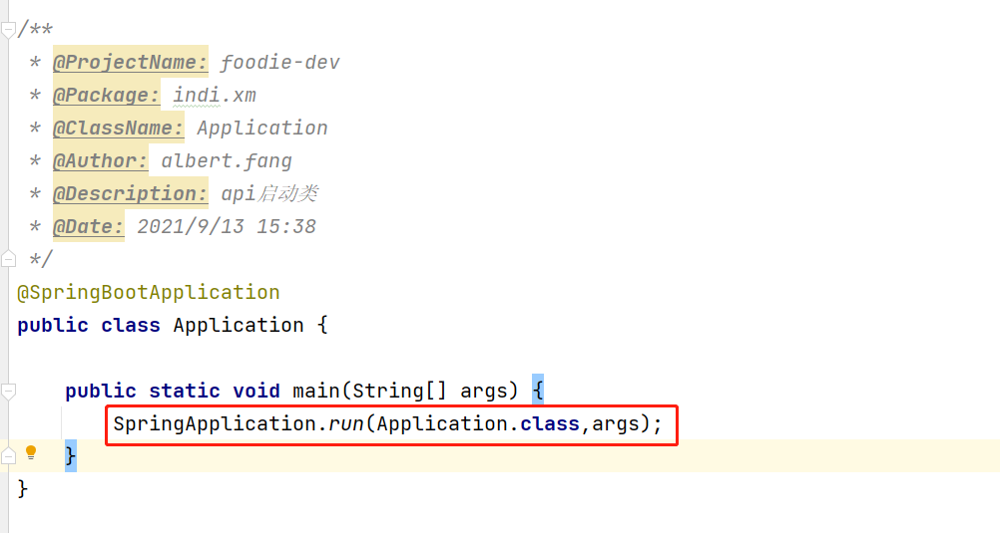 /**
 * @ProjectName: foodie-dev
 * @Package: indi.xm
 * @ClassName: Application
 * @Author: albert.fang
 * @Description: api启动类
 * @Date: 2021/9/13 15:38
 */
@SpringBootApplication
public class Application {
    public static void main(String[] args) {
        SpringApplication.run(Application.class,args);
    }
}